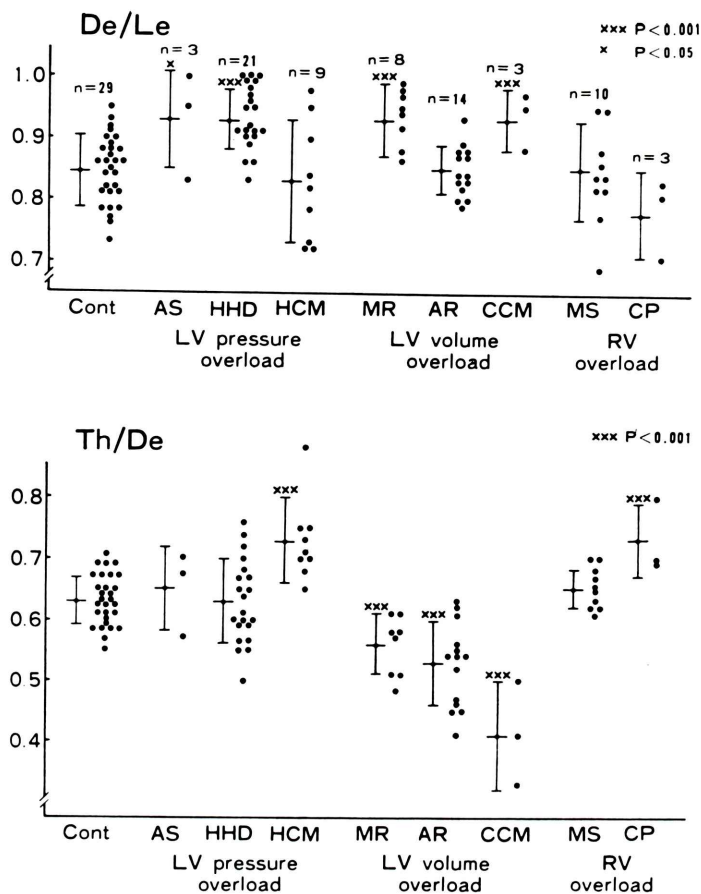 De/Le
××× P<0.001
× P<0.05
n=29
n=3
×
n=21
×××
n=9
n=8
×××
n=14
n=3
×××
n=10
n=3
1.0
0.9
0.8
0.7
Cont AS HHD HCM MR AR CCM MS CP
LV pressure overload
LV volume overload
RV overload
Th/De
××× P<0.001
×××
×××
×××
×××
×××
0.8
0.7
0.6
0.5
0.4
Cont AS HHD HCM MR AR CCM MS CP
LV pressure overload
LV volume overload
RV overload